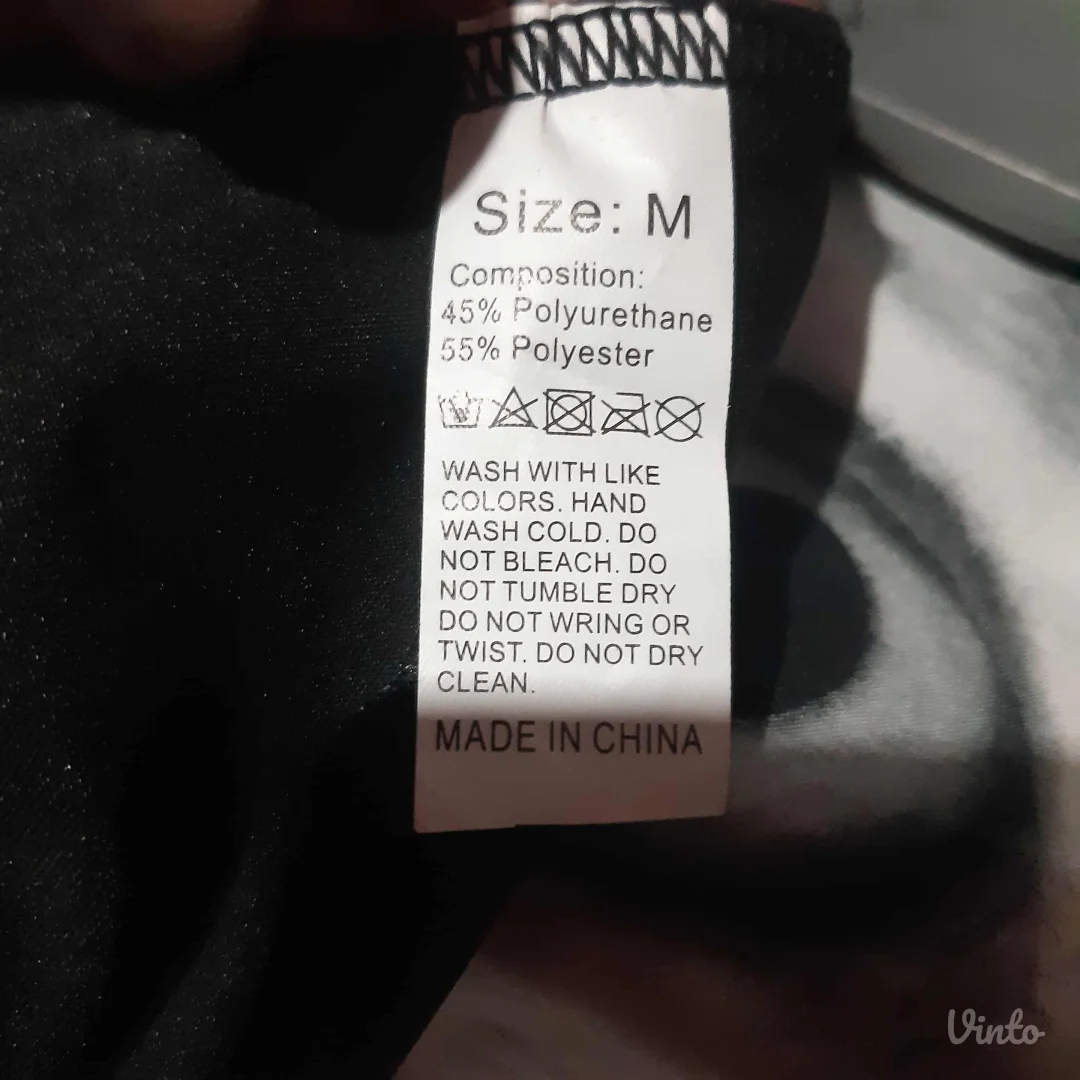 Size: M
Composition:
45% Polyurethane
55% Polyester
WASH WITH LIKE
COLORS. HAND
WASH COLD. DO
NOT BLEACH. DO
NOT TUMBLE DRY
DO NOT WRING OR
TWIST. DO NOT DRY
CLEAN.
MADE IN CHINA
Vinto